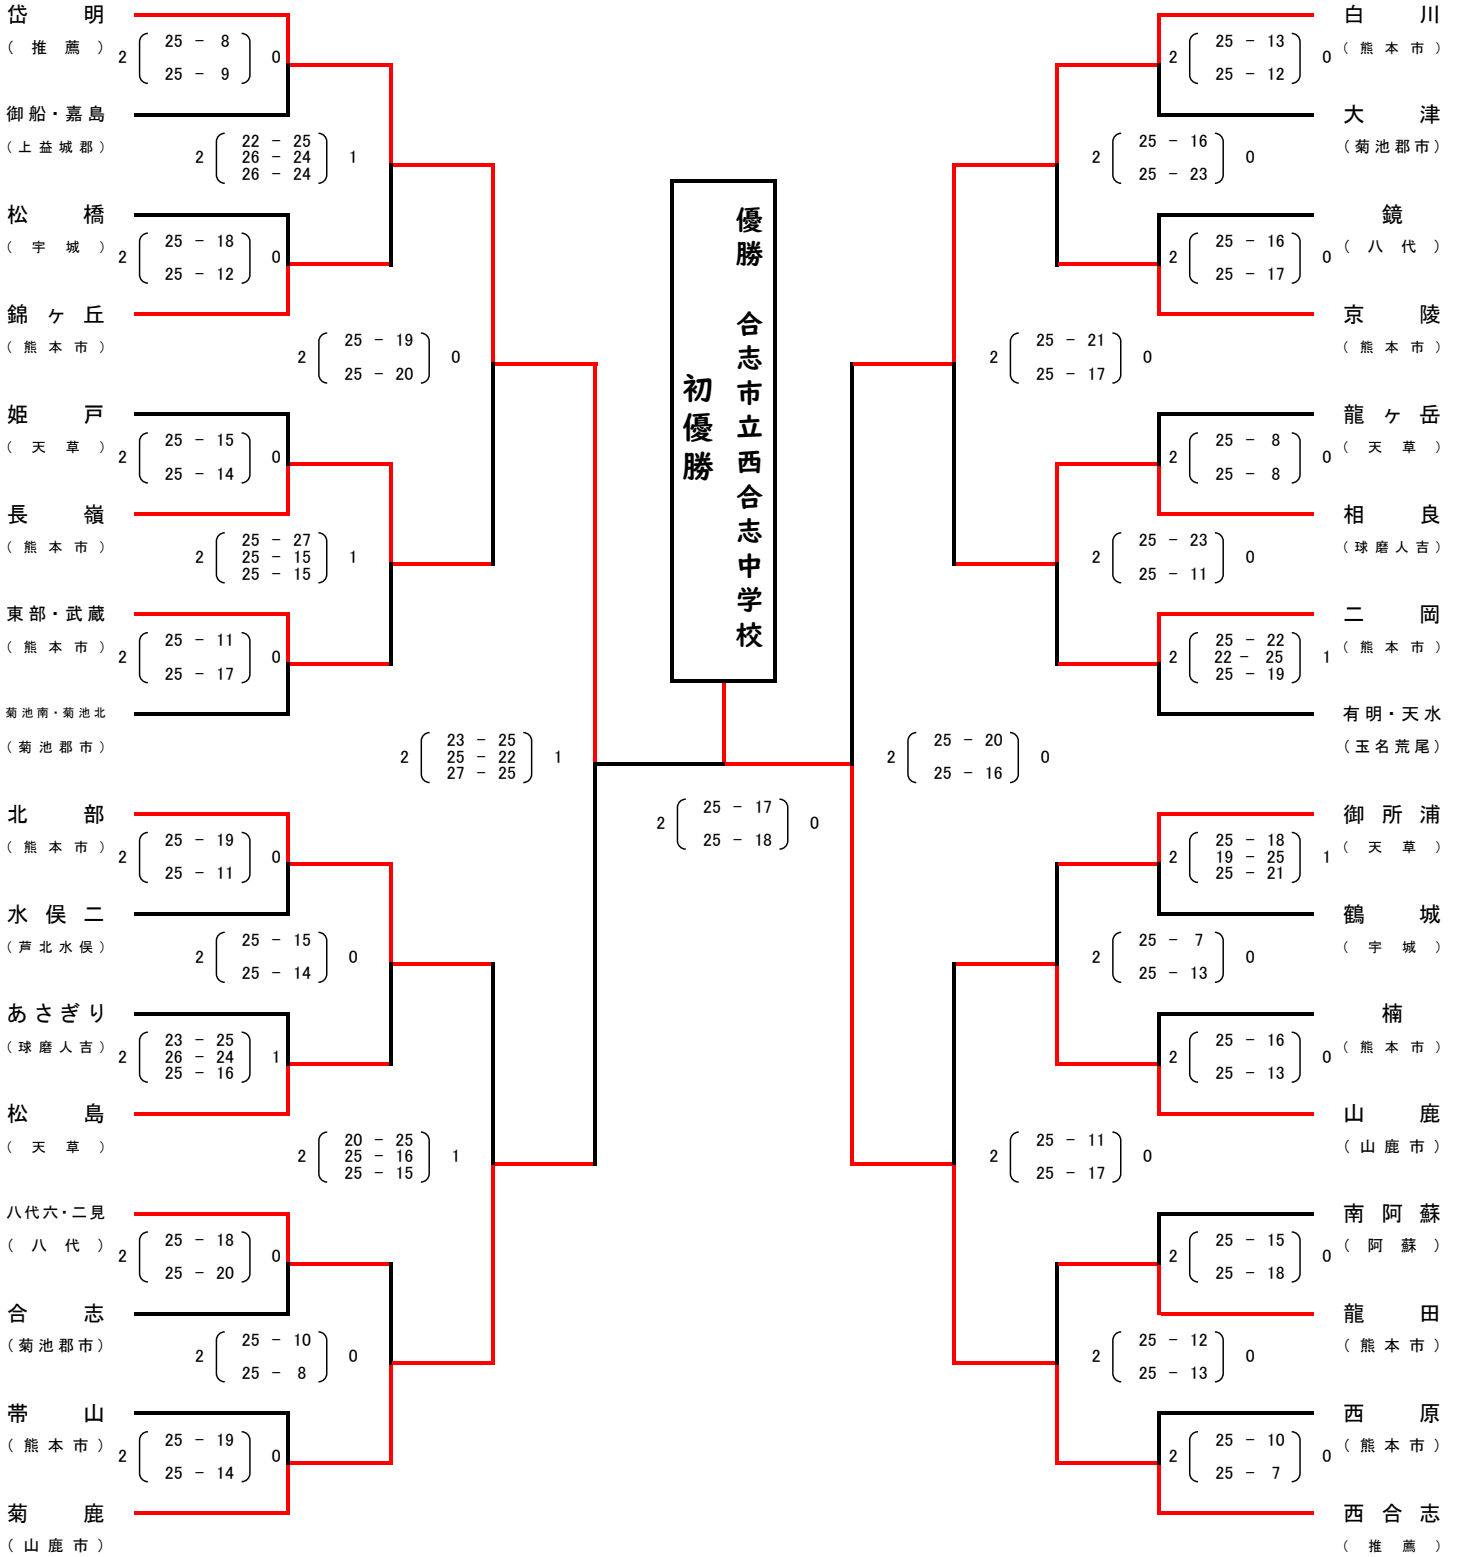 岱明
（推薦）
2 25 - 8 0
25 - 9
御船・嘉島
（上益城郡）
2 22 - 25 1
26 - 24
26 - 24
松橋
（宇城）
2 25 - 18 0
25 - 12
錦ヶ丘
（熊本市）
2 25 - 19 0
25 - 20
姫戸
（天草）
2 25 - 15 0
25 - 14
長嶺
（熊本市）
2 25 - 27 1
25 - 15
25 - 15
東部・武蔵
（熊本市）
2 25 - 11 0
25 - 17
菊池南・菊池北
（菊池郡市）
2 23 - 25 1
25 - 22
27 - 25
北部
（熊本市）
2 25 - 19 0
25 - 11
水俣二
（芦北水俣）
2 25 - 15 0
25 - 14
あさぎり
（球磨人吉）
2 23 - 25 1
26 - 24
25 - 16
松島
（天草）
2 20 - 25 1
25 - 16
25 - 15
八代六・二見
（八代）
2 25 - 18 0
25 - 20
合志
（菊池郡市）
2 25 - 10 0
25 - 8
帯山
（熊本市）
2 25 - 19 0
25 - 14
菊鹿
（山鹿市）
優勝 合志市立西合志中学校
初優勝
2 25 - 17 0
25 - 18
白川
（熊本市）
2 25 - 13 0
25 - 12
大津
（菊池郡市）
2 25 - 16 0
25 - 23
鏡
（八代）
2 25 - 16 0
25 - 17
京陵
（熊本市）
2 25 - 21 0
25 - 17
龍ヶ岳
（天草）
2 25 - 8 0
25 - 8
相良
（球磨人吉）
2 25 - 23 0
25 - 11
二岡
（熊本市）
2 25 - 22 1
22 - 25
25 - 19
有明・天水
（玉名荒尾）
2 25 - 20 0
25 - 16
御所浦
（天草）
2 25 - 18 1
19 - 25
25 - 21
鶴城
（宇城）
2 25 - 7 0
25 - 13
楠
（熊本市）
2 25 - 16 0
25 - 13
山鹿
（山鹿市）
2 25 - 11 0
25 - 17
南阿蘇
（阿蘇）
2 25 - 15 0
25 - 18
龍田
（熊本市）
2 25 - 12 0
25 - 13
西原
（熊本市）
2 25 - 10 0
25 - 7
西合志
（推薦）